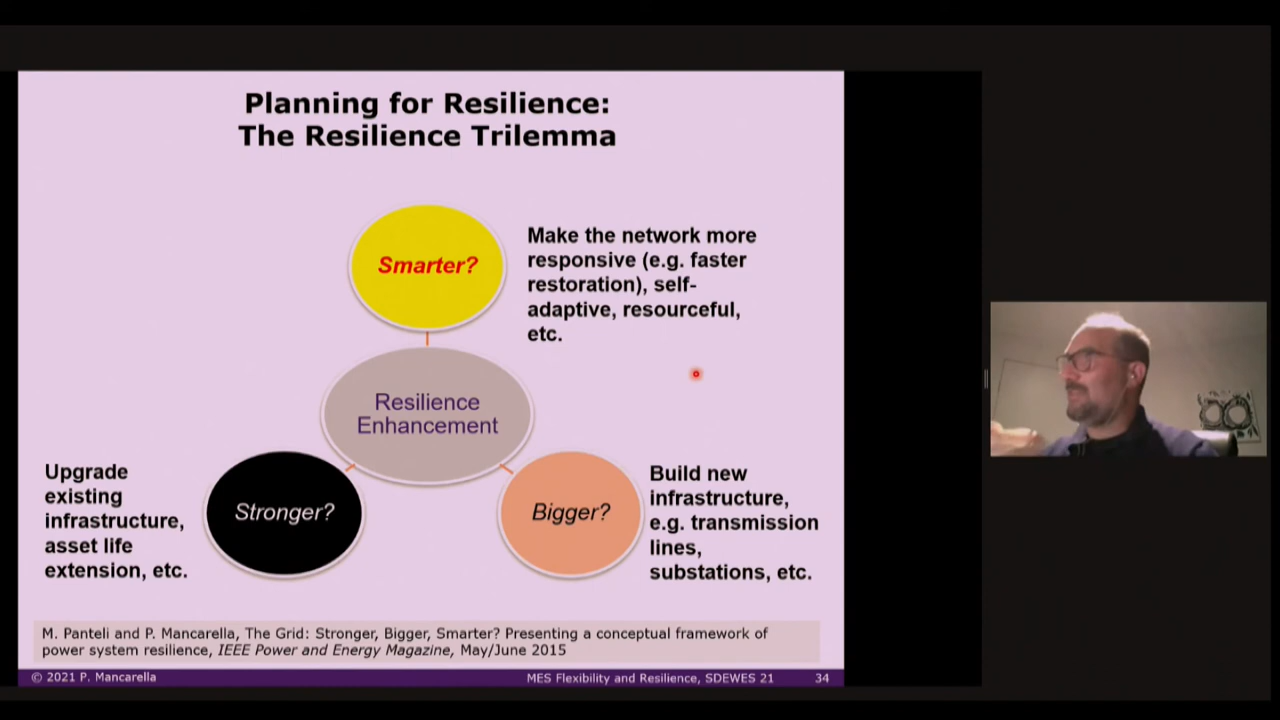 Planning for Resilience:
The Resilience Trilemma
Smarter?
Make the network more
responsive (e.g. faster
restoration), self-
adaptive, resourceful,
etc.
Resilience
Enhancement
Upgrade
existing
infrastructure,
asset life
extension, etc.
Stronger?
Bigger?
Build new
infrastructure,
e.g. transmission
lines,
substations, etc.
M. Panteli and P. Mancarella, The Grid: Stronger, Bigger, Smarter? Presenting a conceptual framework of
power system resilience, IEEE Power and Energy Magazine, May/June 2015
© 2021 P. Mancarella
MES Flexibility and Resilience, SDEWES 21
34